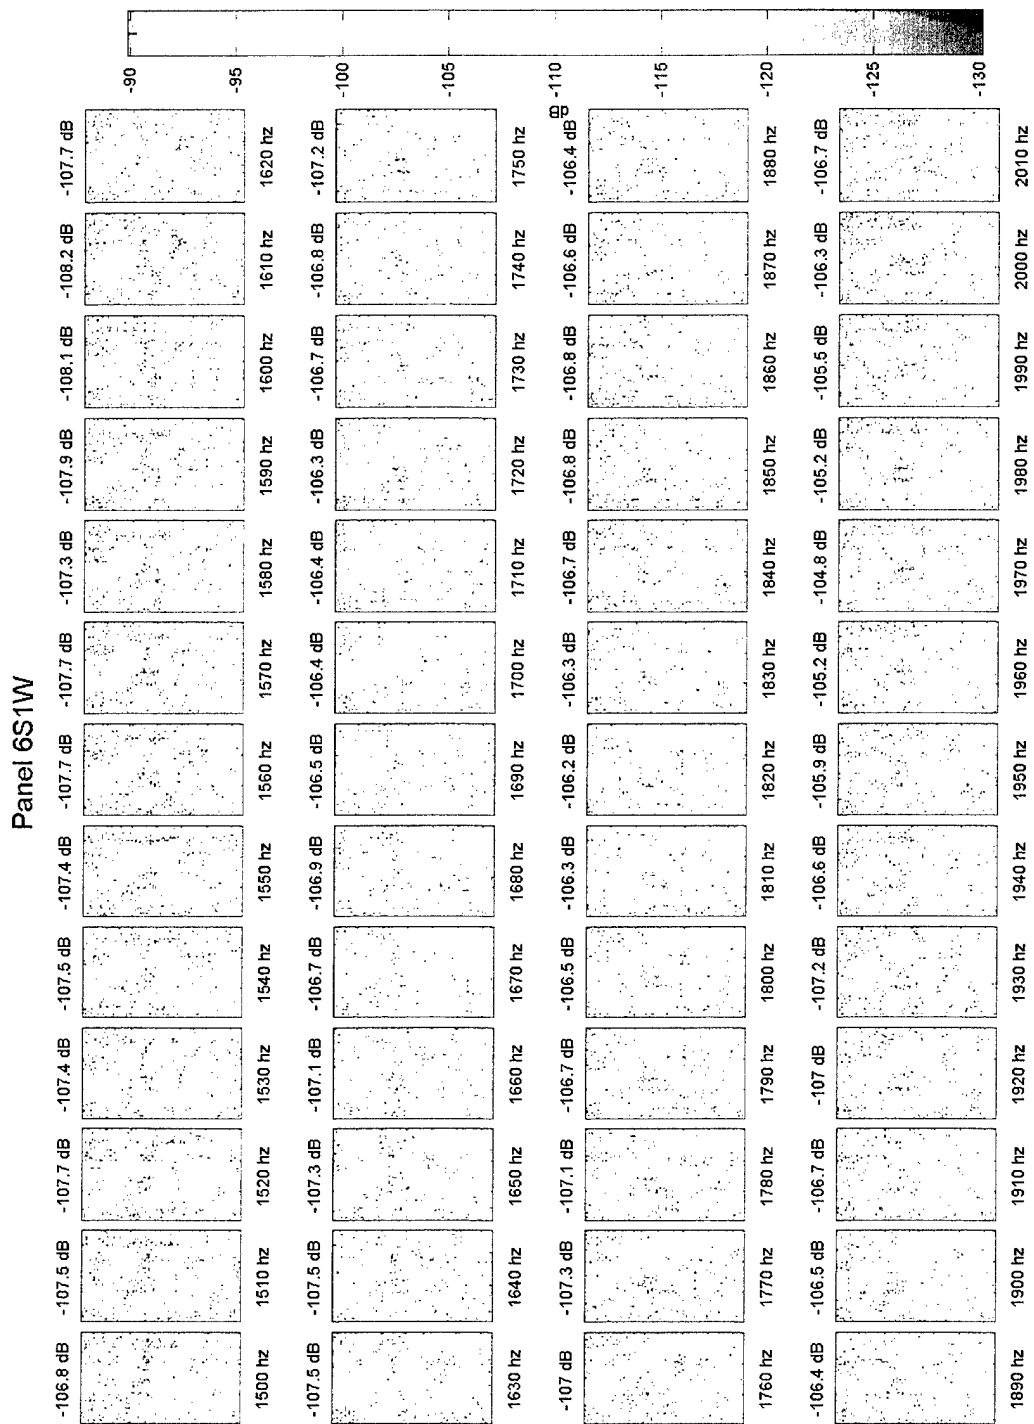 Panel 6S1W
-106.8 dB -107.5 dB -107.7 dB -107.4 dB -107.5 dB -107.4 dB -107.7 dB -107.7 dB -107.3 dB -107.9 dB -108.1 dB -108.2 dB -107.7 dB
1500 hz 1510 hz 1520 hz 1530 hz 1540 hz 1550 hz 1560 hz 1570 hz 1580 hz 1590 hz 1600 hz 1610 hz 1620 hz
-107.5 dB -107.5 dB -107.3 dB -107.1 dB -106.7 dB -106.9 dB -106.5 dB -106.4 dB -106.4 dB -106.3 dB -106.7 dB -106.8 dB -107.2 dB
1630 hz 1640 hz 1650 hz 1660 hz 1670 hz 1680 hz 1690 hz 1700 hz 1710 hz 1720 hz 1730 hz 1740 hz 1750 hz
-107 dB -107.3 dB -107.1 dB -106.7 dB -106.5 dB -106.3 dB -106.2 dB -106.3 dB -106.7 dB -106.8 dB -106.8 dB -106.6 dB -106.4 dB
1760 hz 1770 hz 1780 hz 1790 hz 1800 hz 1810 hz 1820 hz 1830 hz 1840 hz 1850 hz 1860 hz 1870 hz 1880 hz
-106.4 dB -106.5 dB -106.7 dB -107 dB -107.2 dB -106.6 dB -105.9 dB -105.2 dB -104.8 dB -105.2 dB -105.5 dB -106.3 dB -106.7 dB
1890 hz 1900 hz 1910 hz 1920 hz 1930 hz 1940 hz 1950 hz 1960 hz 1970 hz 1980 hz 1990 hz 2000 hz 2010 hz
-90
-95
-100
-105
-110
dB
-115
-120
-125
-130